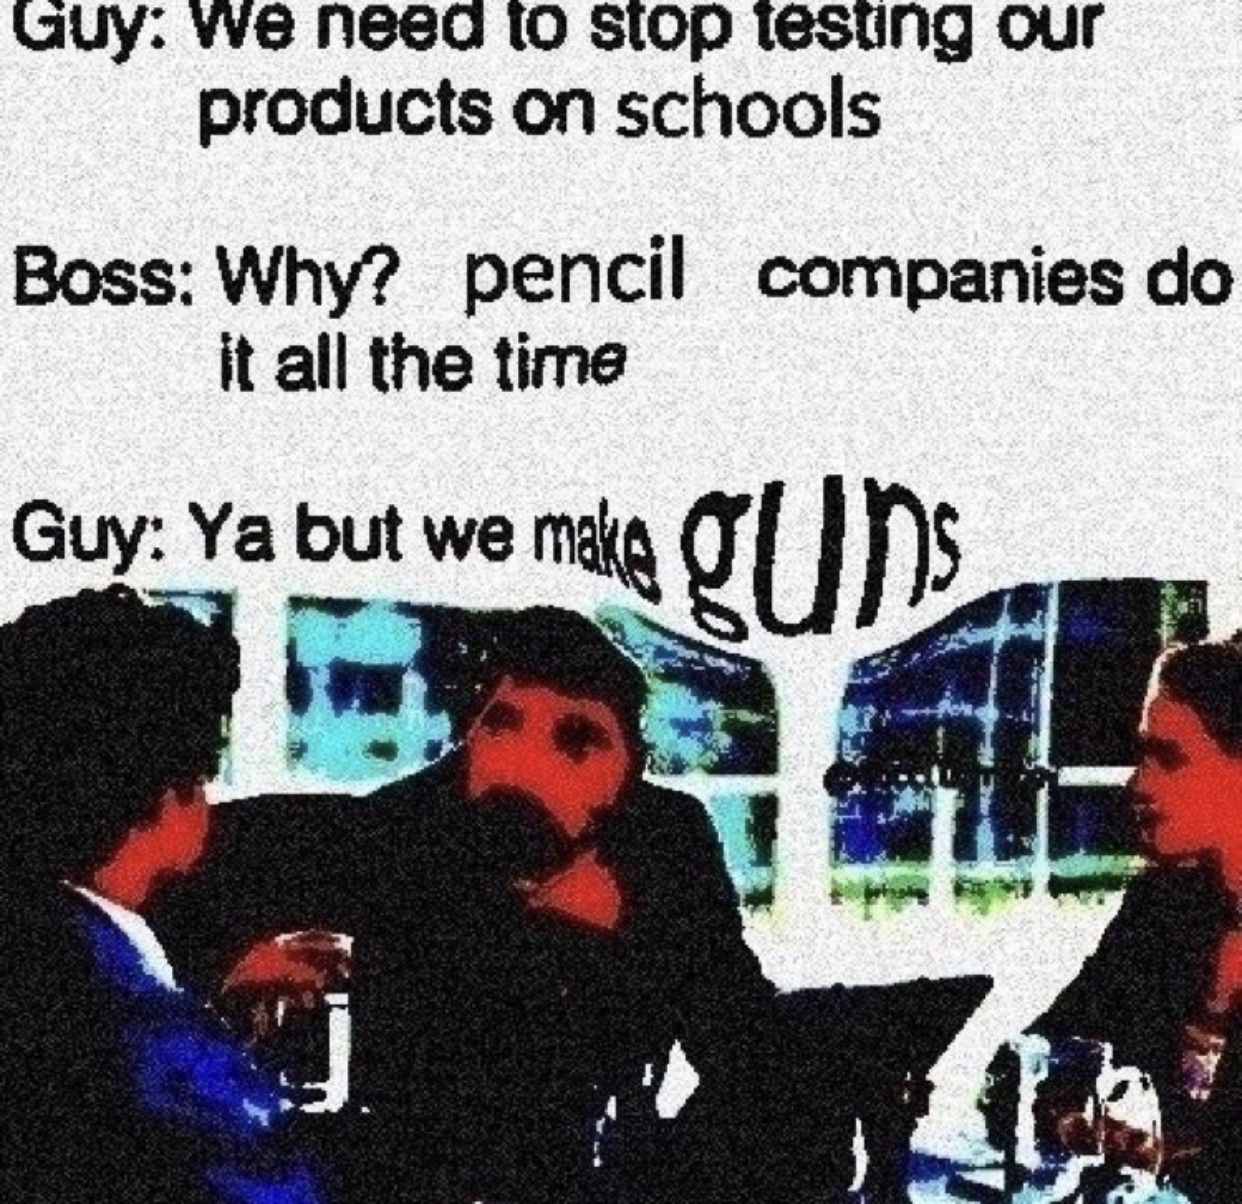 Guy: We need to stop testing our
products on schools
Boss: Why? pencil companies do
it all the time
Guy: Ya but we make guns